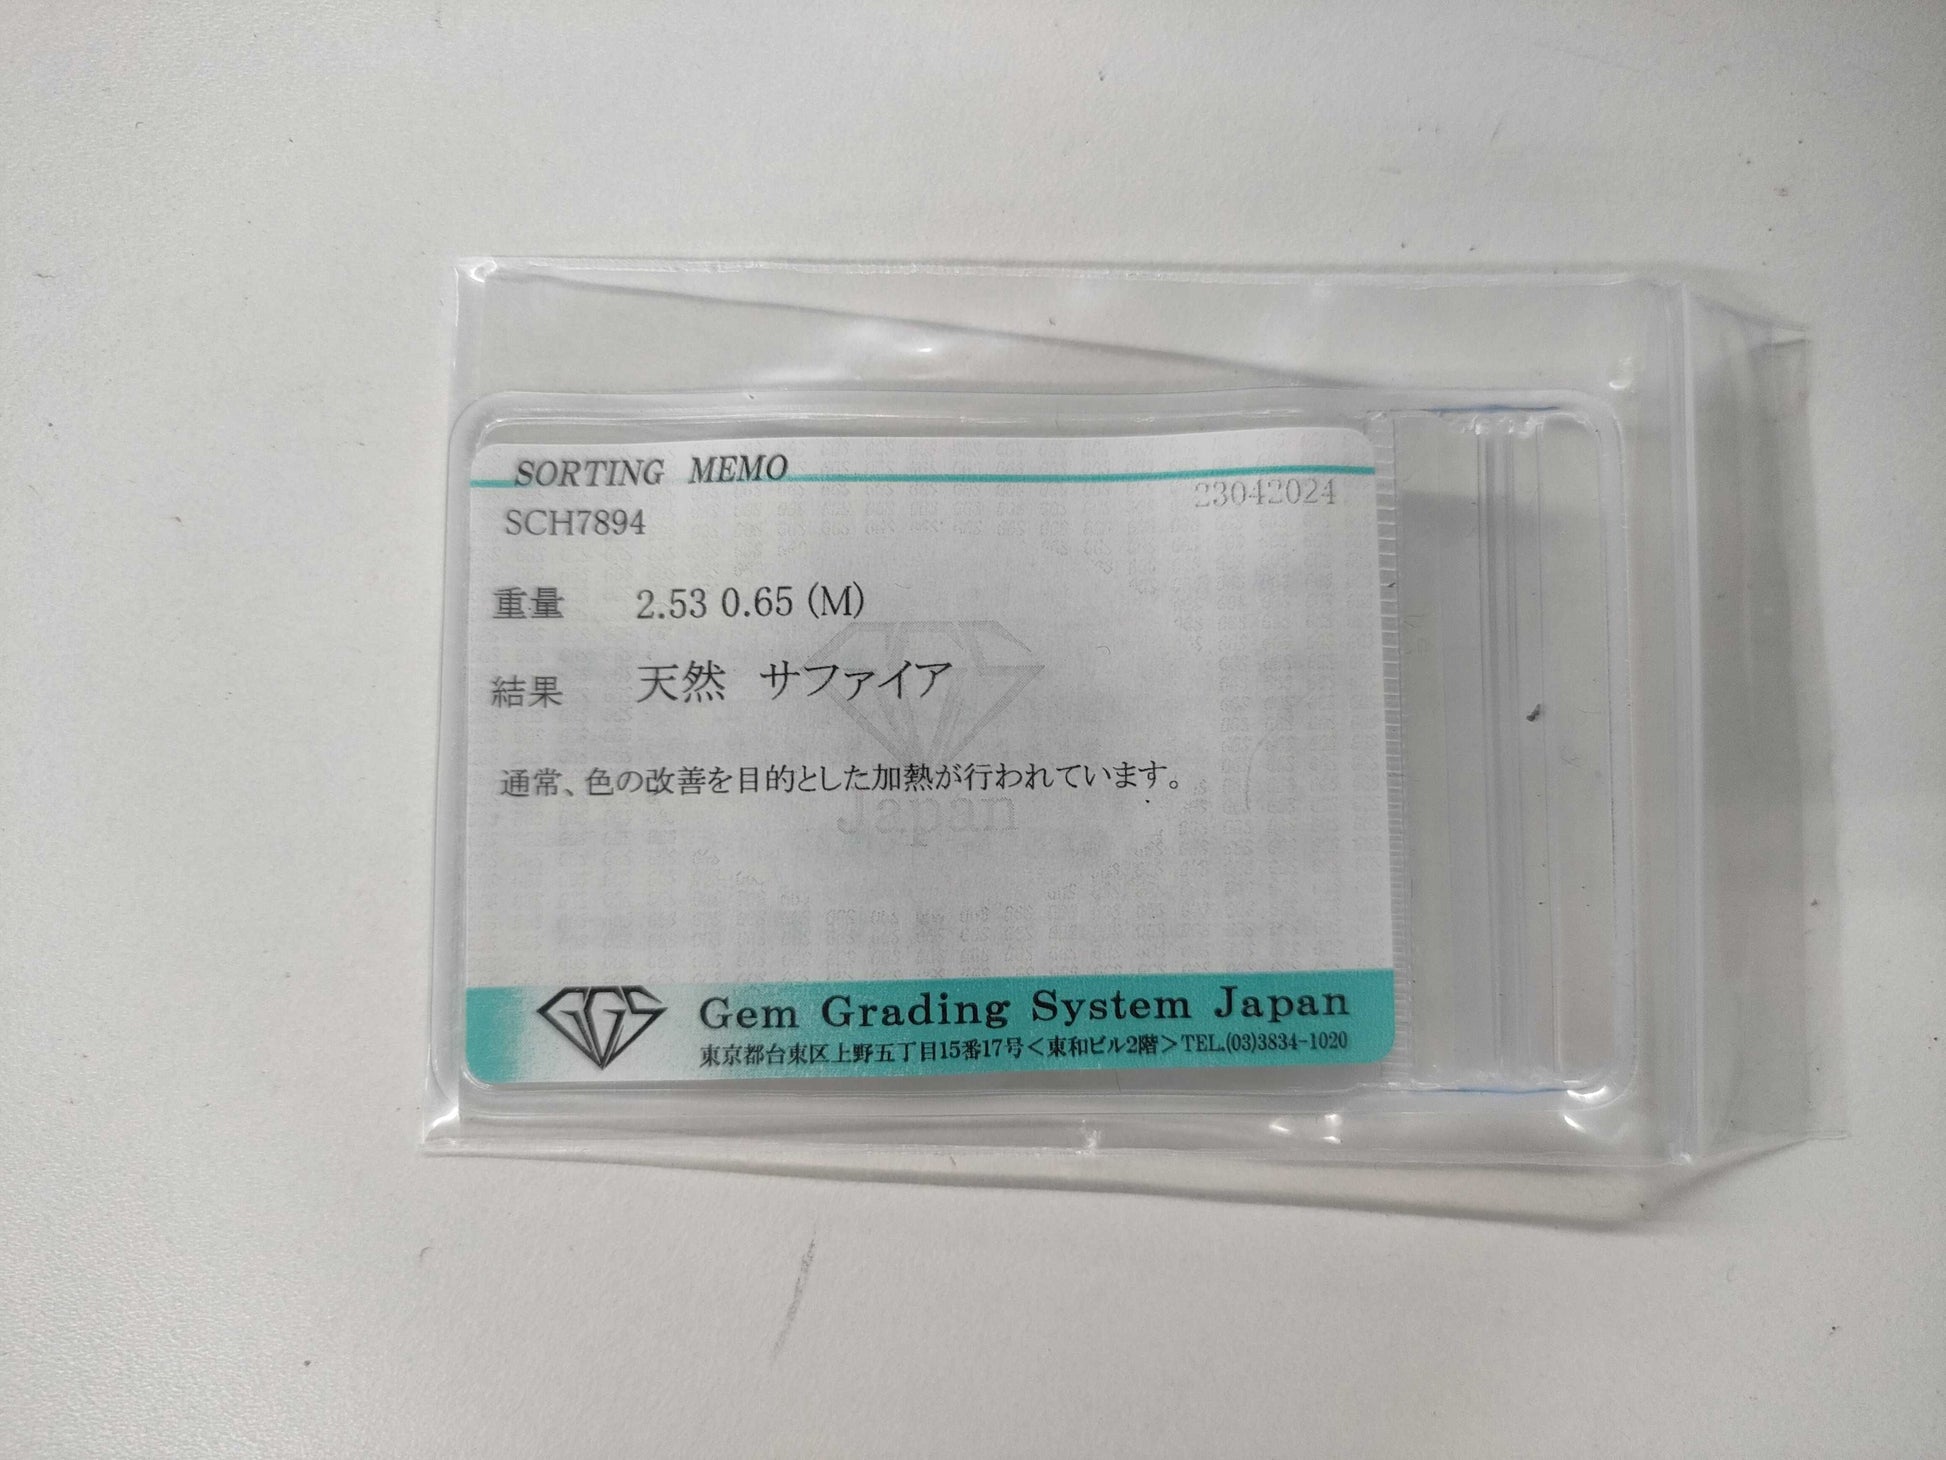 SORTING MEMO
23042024
SCH7894
重量 2.53 0.65 (M)
結果 天然 サファイア
通常、色の改善を目的とした加熱が行われています。
Japan
GGS Gem Grading System Japan
東京都台東区上野五丁目15番17号＜東和ビル2階＞TEL.(03)3834-1020